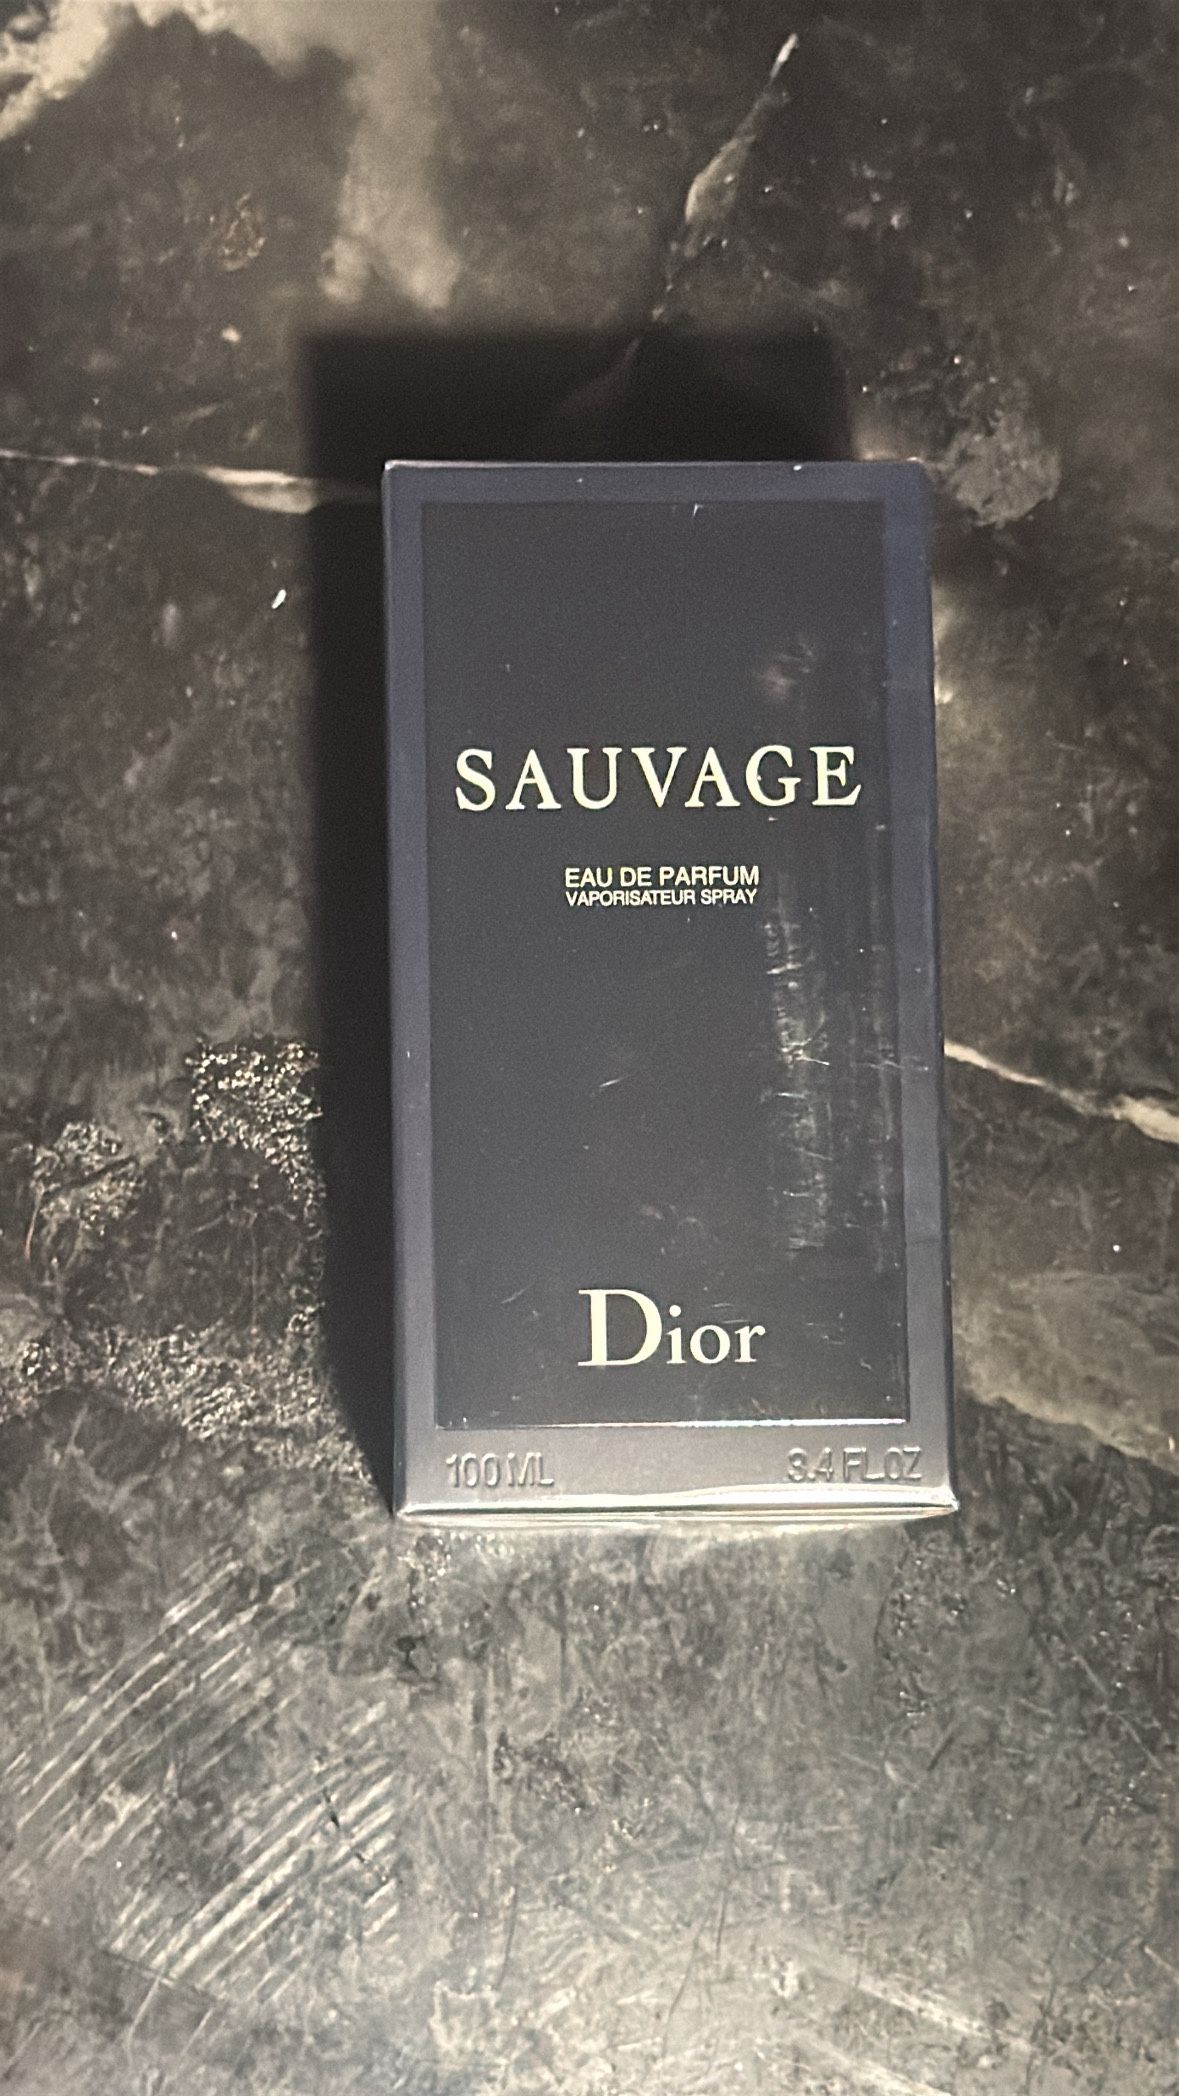 SAUVAGE
EAU DE PARFUM
VAPORISATEUR SPRAY
Dior
100 ML 3.4 FL.OZ